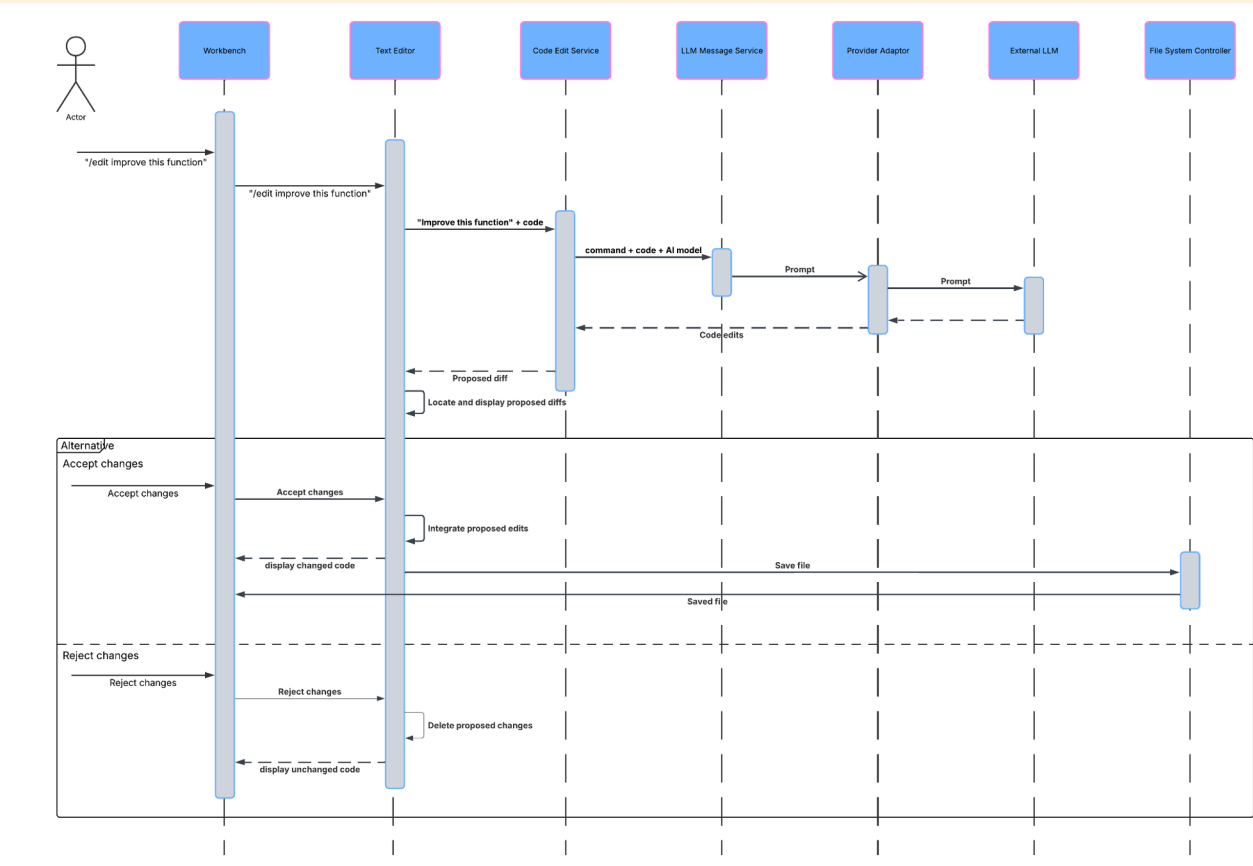 Workbench
Text Editor
Code Edit Service
LLM Message Service
Provider Adaptor
External LLM
File System Controller
Actor
"/edit improve this function"
"/edit improve this function"
"Improve this function" + code
command + code + AI model
Prompt
Prompt
Code edits
Proposed diff
Locate and display proposed diffs
Alternative
Accept changes
Accept changes
Accept changes
Integrate proposed edits
display changed code
Save file
Saved file
Reject changes
Reject changes
Reject changes
Delete proposed changes
display unchanged code